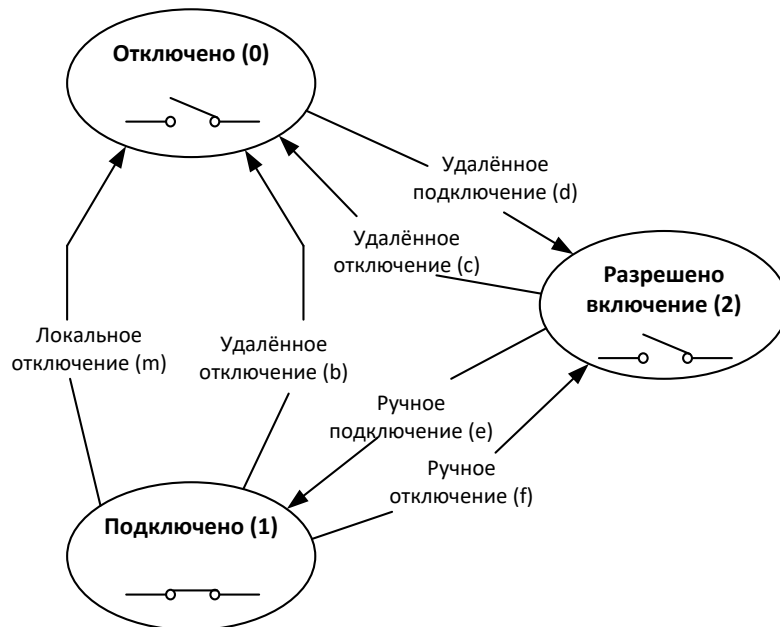 Отключено (0)
Удалённое
подключение (d)
Удалённое
отключение (c)
Разрешено
включение (2)
Локальное
отключение (m)
Удалённое
отключение (b)
Ручное
подключение (e)
Ручное
отключение (f)
Подключено (1)